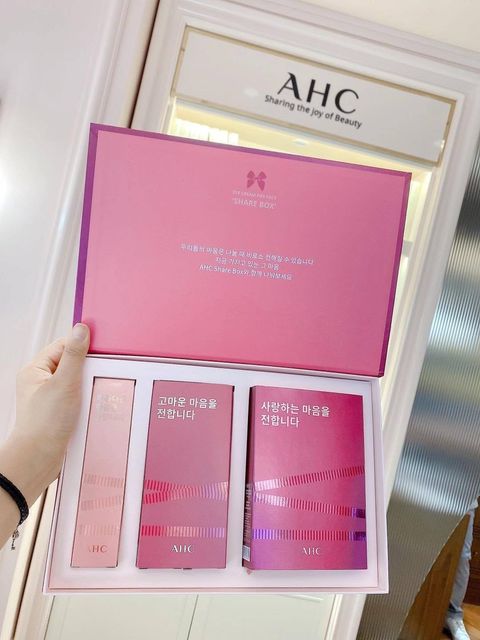 AHC
Sharing the joy of Beauty
'SHARE BOX'
우리들의 마음은 나눌 때 비로소 전해질 수 있습니다
지금 가지고 있는 그 마음
AHC Share Box와 함께 나눠보세요
고마운 마음을
전합니다
사랑하는 마음을
전합니다
AHC
AHC
AHC